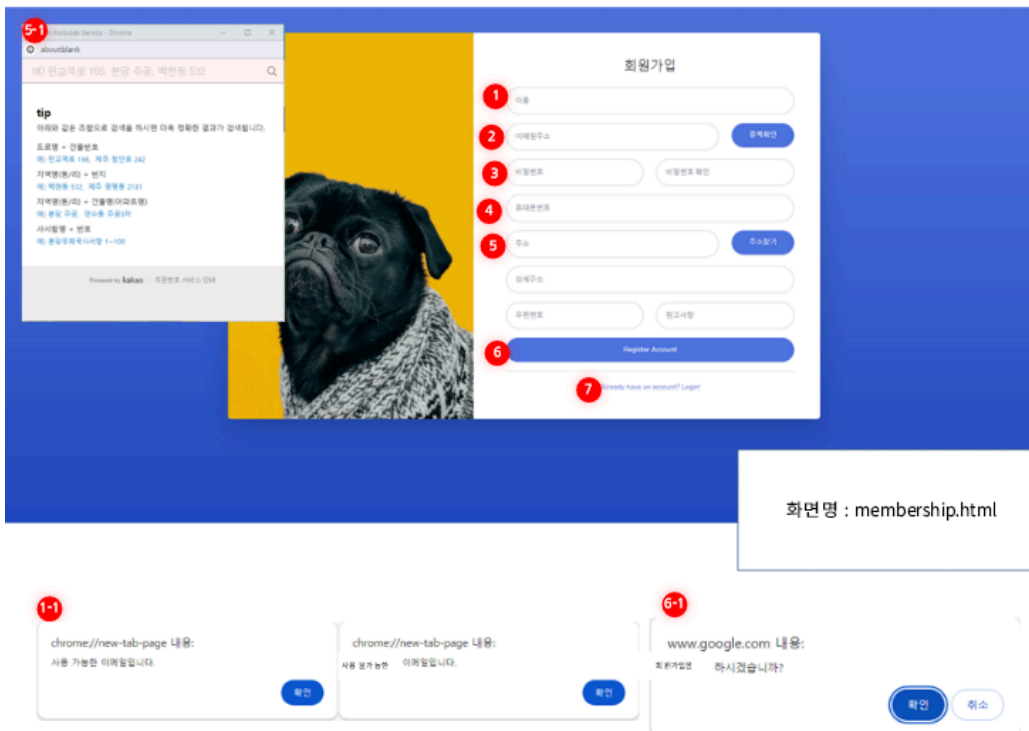 5-1
Postcode Service - Chrome
about:blank
예) 판교역로 166, 분당 주공, 백현동 532
tip
아래와 같은 조합으로 검색을 하시면 더욱 정확한 결과가 검색됩니다.
도로명 + 건물번호
예) 판교역로 166, 제주 첨단로 242
지역명(동/리) + 번지
예) 백현동 532, 제주 영평동 2181
지역명(동/리) + 건물명(아파트명)
예) 분당 주공, 연수동 주공3차
사서함명 + 번호
예) 분당우체국사서함 1~100
Powered by kakao | 우편번호 서비스 안내
회원가입
1
이름
2
이메일주소
중복확인
3
비밀번호
비밀번호 확인
4
휴대폰번호
5
주소
주소찾기
상세주소
우편번호
참고사항
6
Register Account
7
Already have an account? Login!
화면명 : membership.html
1-1
chrome://new-tab-page 내용:
사용 가능한 이메일입니다.
확인
chrome://new-tab-page 내용:
사용 불가능한 이메일입니다.
확인
6-1
www.google.com 내용:
회원가입을 하시겠습니까?
확인
취소